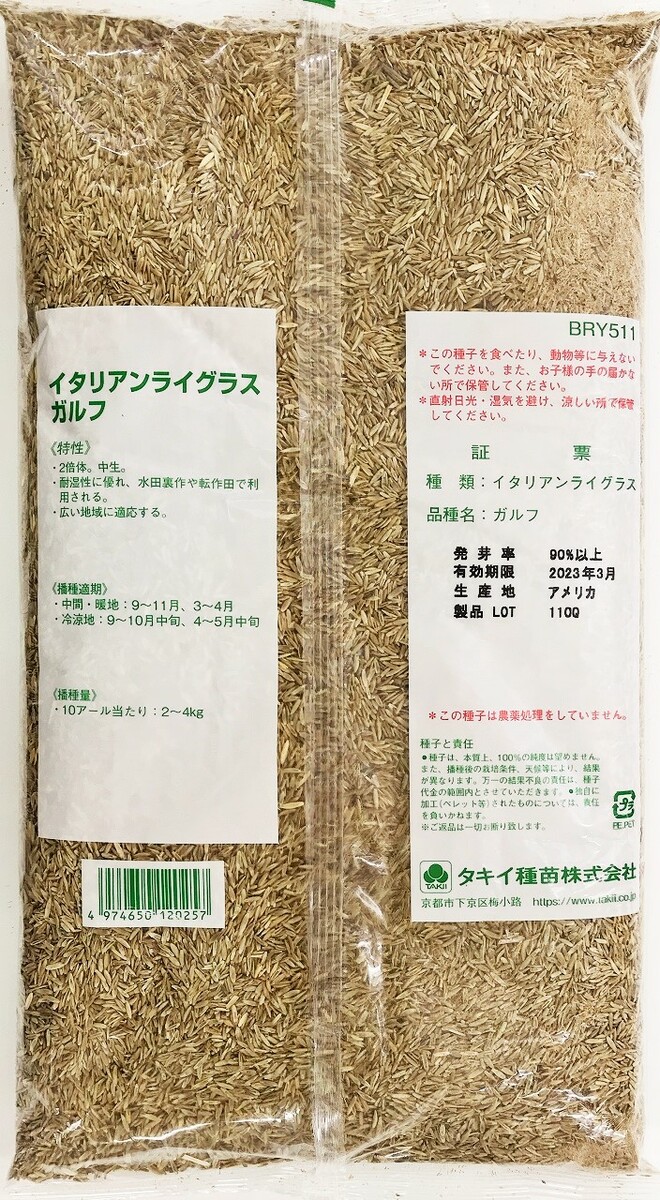 イタリアンライグラス
ガルフ
《特性》
・2倍体。中生。
・耐湿性に優れ、水田裏作や転作田で利
用される。
・広い地域に適応する。
《播種適期》
・中間・暖地：9〜11月、3〜4月
・冷涼地：9〜10月中旬、4〜5月中旬
《播種量》
・10アール当たり：2〜4kg
4 974650 120257
BRY511
＊この種子を食べたり、動物等に与えない
でください。また、お子様の手の届かな
い所で保管してください。
＊直射日光・湿気を避け、涼しい所で保管
してください。
証 票
種 類：イタリアンライグラス
品種名：ガルフ
発芽率 90%以上
有効期限 2023年3月
生産地 アメリカ
製品 LOT 110Q
＊この種子は農薬処理をしていません。
種子と責任
●種子は、本質上、100%の純度は望めません。
また、播種後の栽培条件、天候等により、結果
が異なります。万一の結果不良の責任は、種子
代金の範囲内とさせていただきます。●独自に
加工(ペレット等)されたものについては、責任
を負いかねます。
※ご返品は一切お断り致します。
プラ
PE,PET
TAKII
タキイ種苗株式会社
京都市下京区梅小路 https://www.takii.co.jp